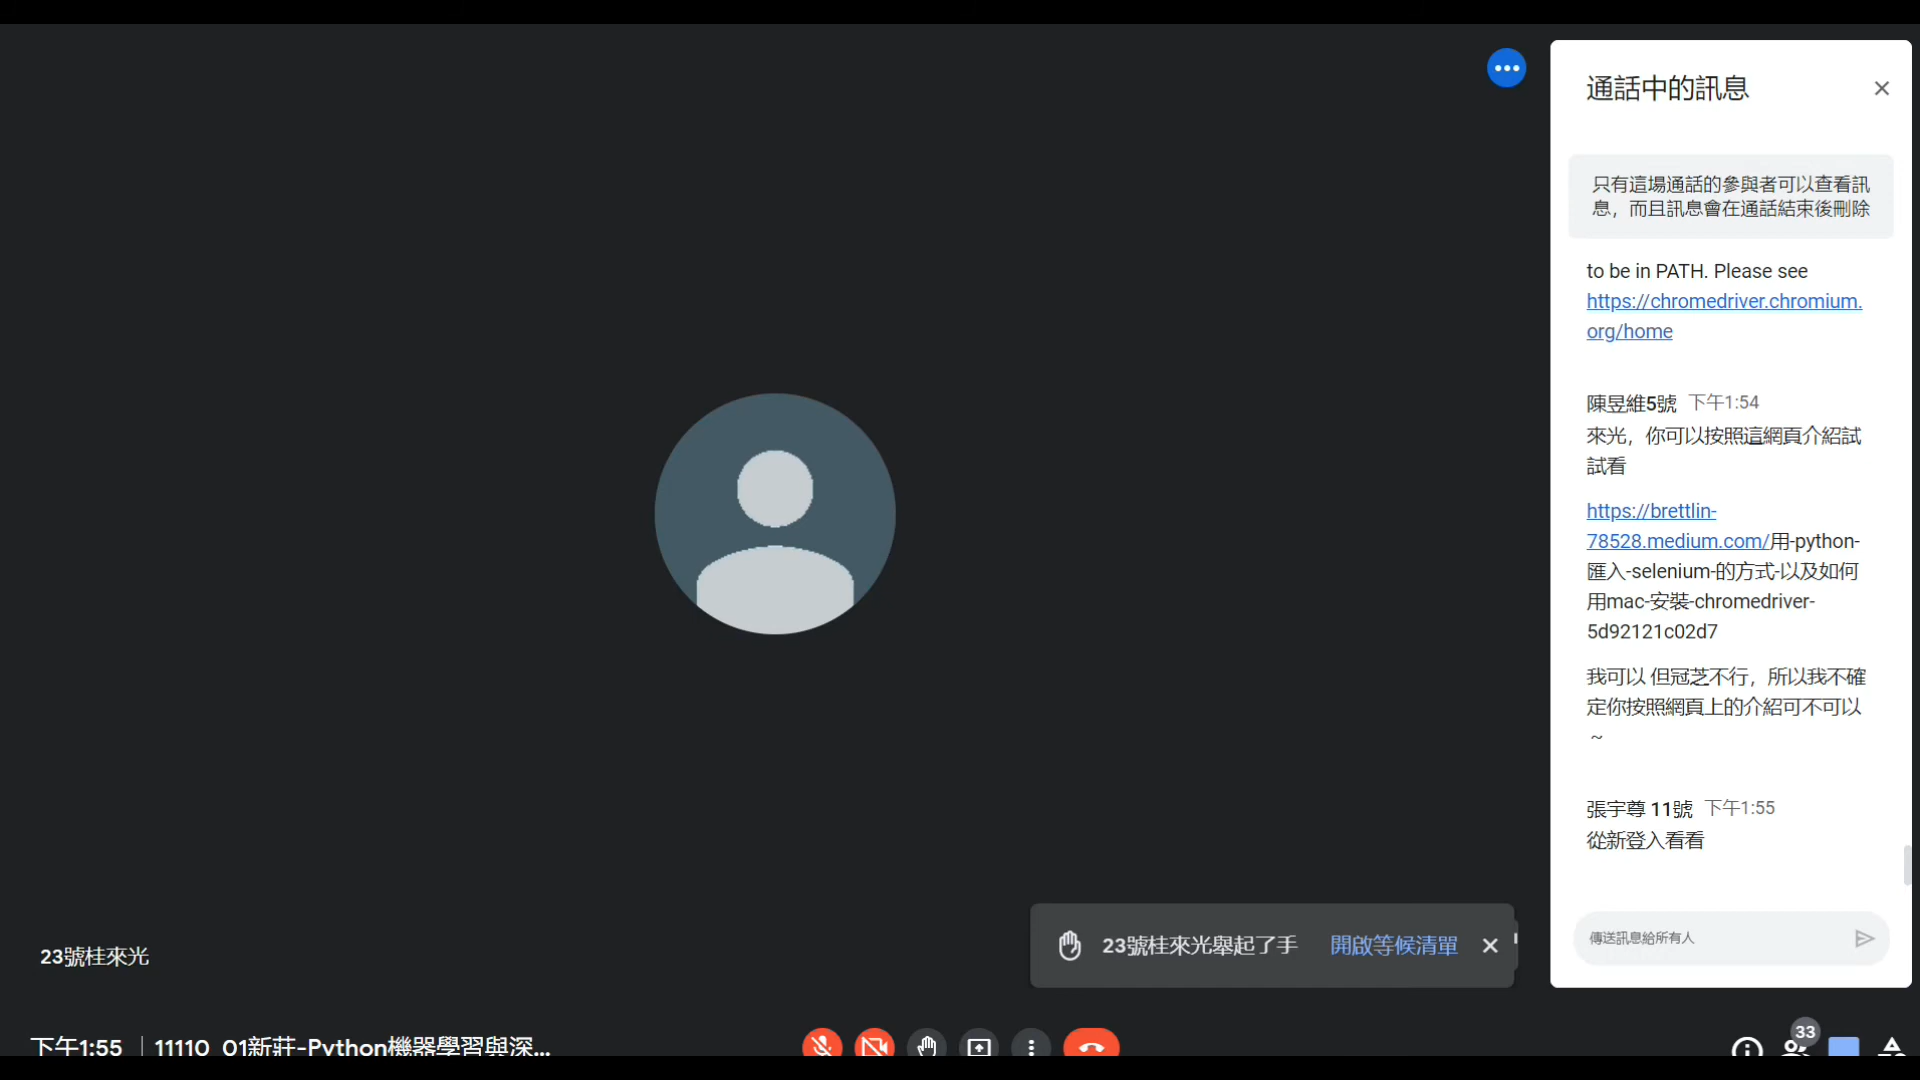 通話中的訊息
只有這場通話的參與者可以查看訊
息，而且訊息會在通話結束後刪除
to be in PATH. Please see
https://chromedriver.chromium.
org/home
陳昱維5號 下午1:54
來光，你可以按照這網頁介紹試
試看
https://brettlin-
78528.medium.com/用-python-
匯入-selenium-的方式-以及如何
用mac-安裝-chromedriver-
5d92121c02d7
我可以 但冠芝不行，所以我不確
定你按照網頁上的介紹可不可以
~
張宇尊 11號 下午1:55
從新登入看看
傳送訊息給所有人
23號桂來光
23號桂來光舉起了手 開啟等候清單
下午1:55 | 11110_01新莊-Python機器學習與深...
33